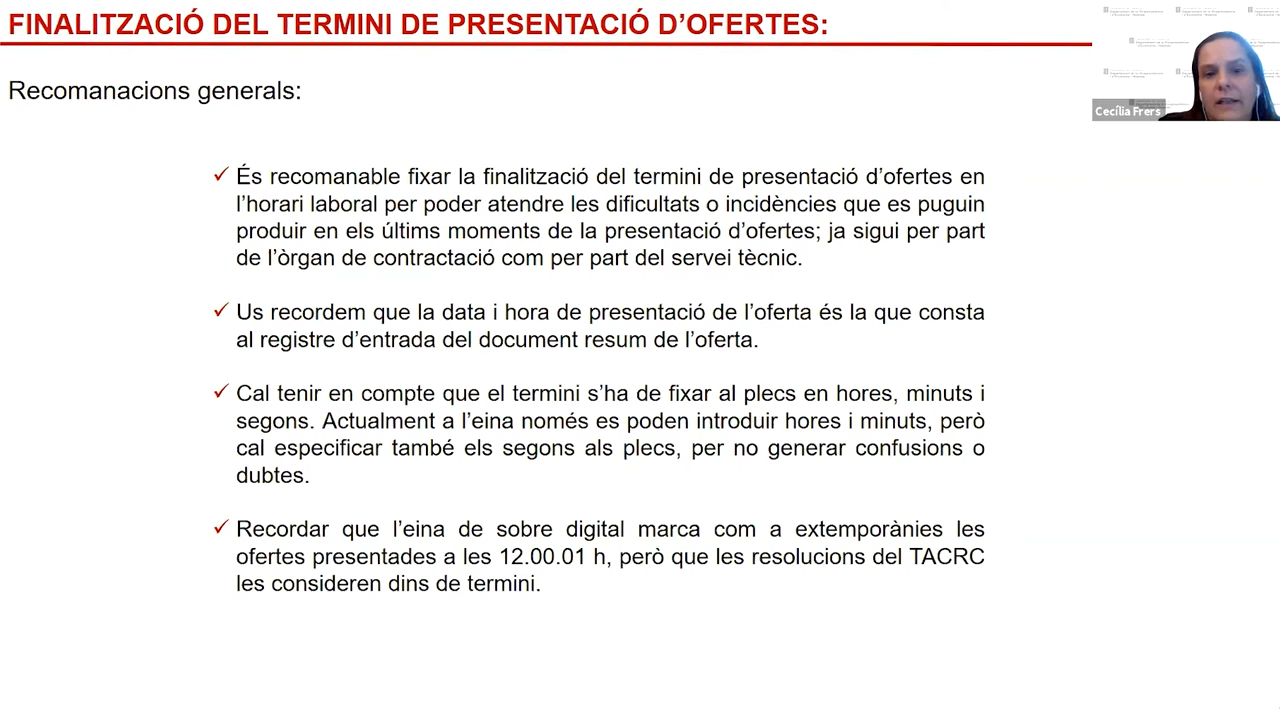 FINALITZACIÓ DEL TERMINI DE PRESENTACIÓ D’OFERTES:
Cecília Frers
Recomanacions generals:
✓ És recomanable fixar la finalització del termini de presentació d’ofertes en
l’horari laboral per poder atendre les dificultats o incidències que es puguin
produir en els últims moments de la presentació d’ofertes; ja sigui per part
de l’òrgan de contractació com per part del servei tècnic.
✓ Us recordem que la data i hora de presentació de l’oferta és la que consta
al registre d’entrada del document resum de l’oferta.
✓ Cal tenir en compte que el termini s’ha de fixar al plecs en hores, minuts i
segons. Actualment a l’eina només es poden introduir hores i minuts, però
cal especificar també els segons als plecs, per no generar confusions o
dubtes.
✓ Recordar que l’eina de sobre digital marca com a extemporànies les
ofertes presentades a les 12.00.01 h, però que les resolucions del TACRC
les consideren dins de termini.